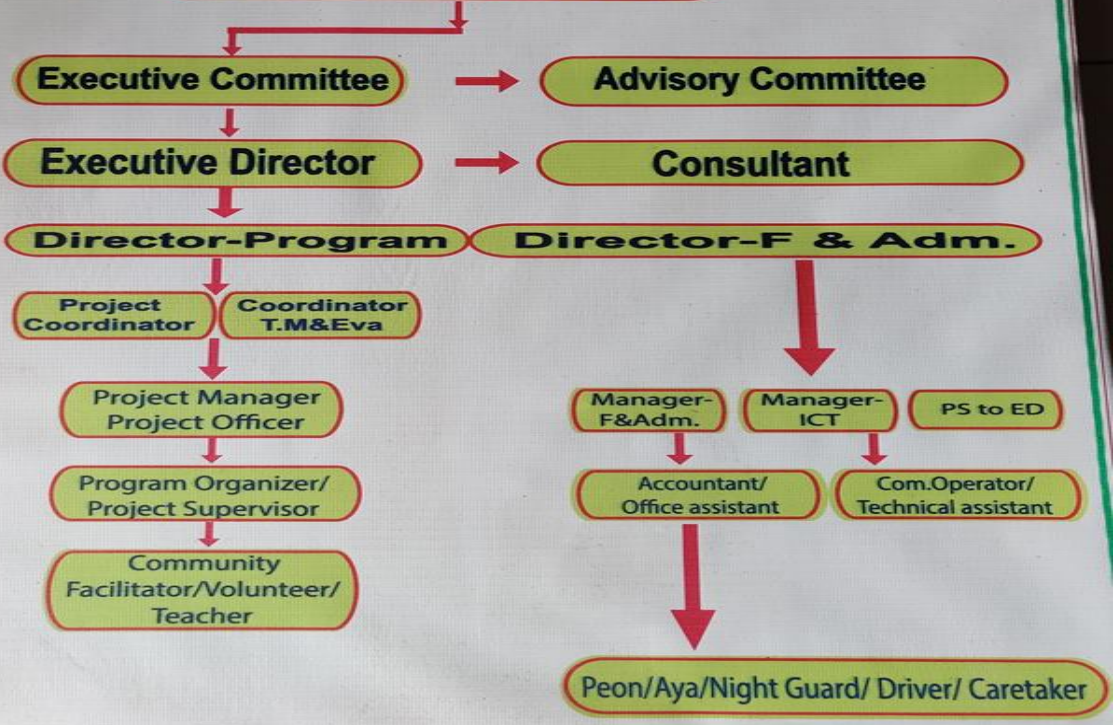 Executive Committee
Advisory Committee
Executive Director
Consultant
Director-Program
Director-F & Adm.
Project
Coordinator
Coordinator
T.M&Eva
Project Manager
Project Officer
Program Organizer/
Project Supervisor
Community
Facilitator/Volunteer/
Teacher
Manager-
F&Adm.
Manager-
ICT
PS to ED
Accountant/
Office assistant
Com.Operator/
Technical assistant
Peon/Aya/Night Guard/ Driver/ Caretaker